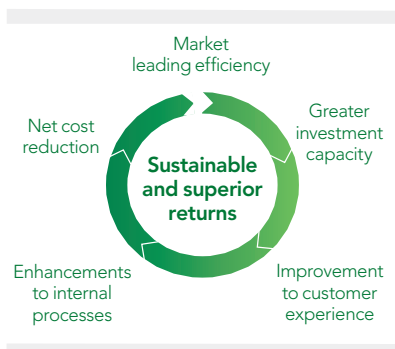 Market
leading efficiency
Greater
investment
capacity
Improvement
to customer
experience
Enhancements
to internal
processes
Net cost
reduction
Sustainable
and superior
returns